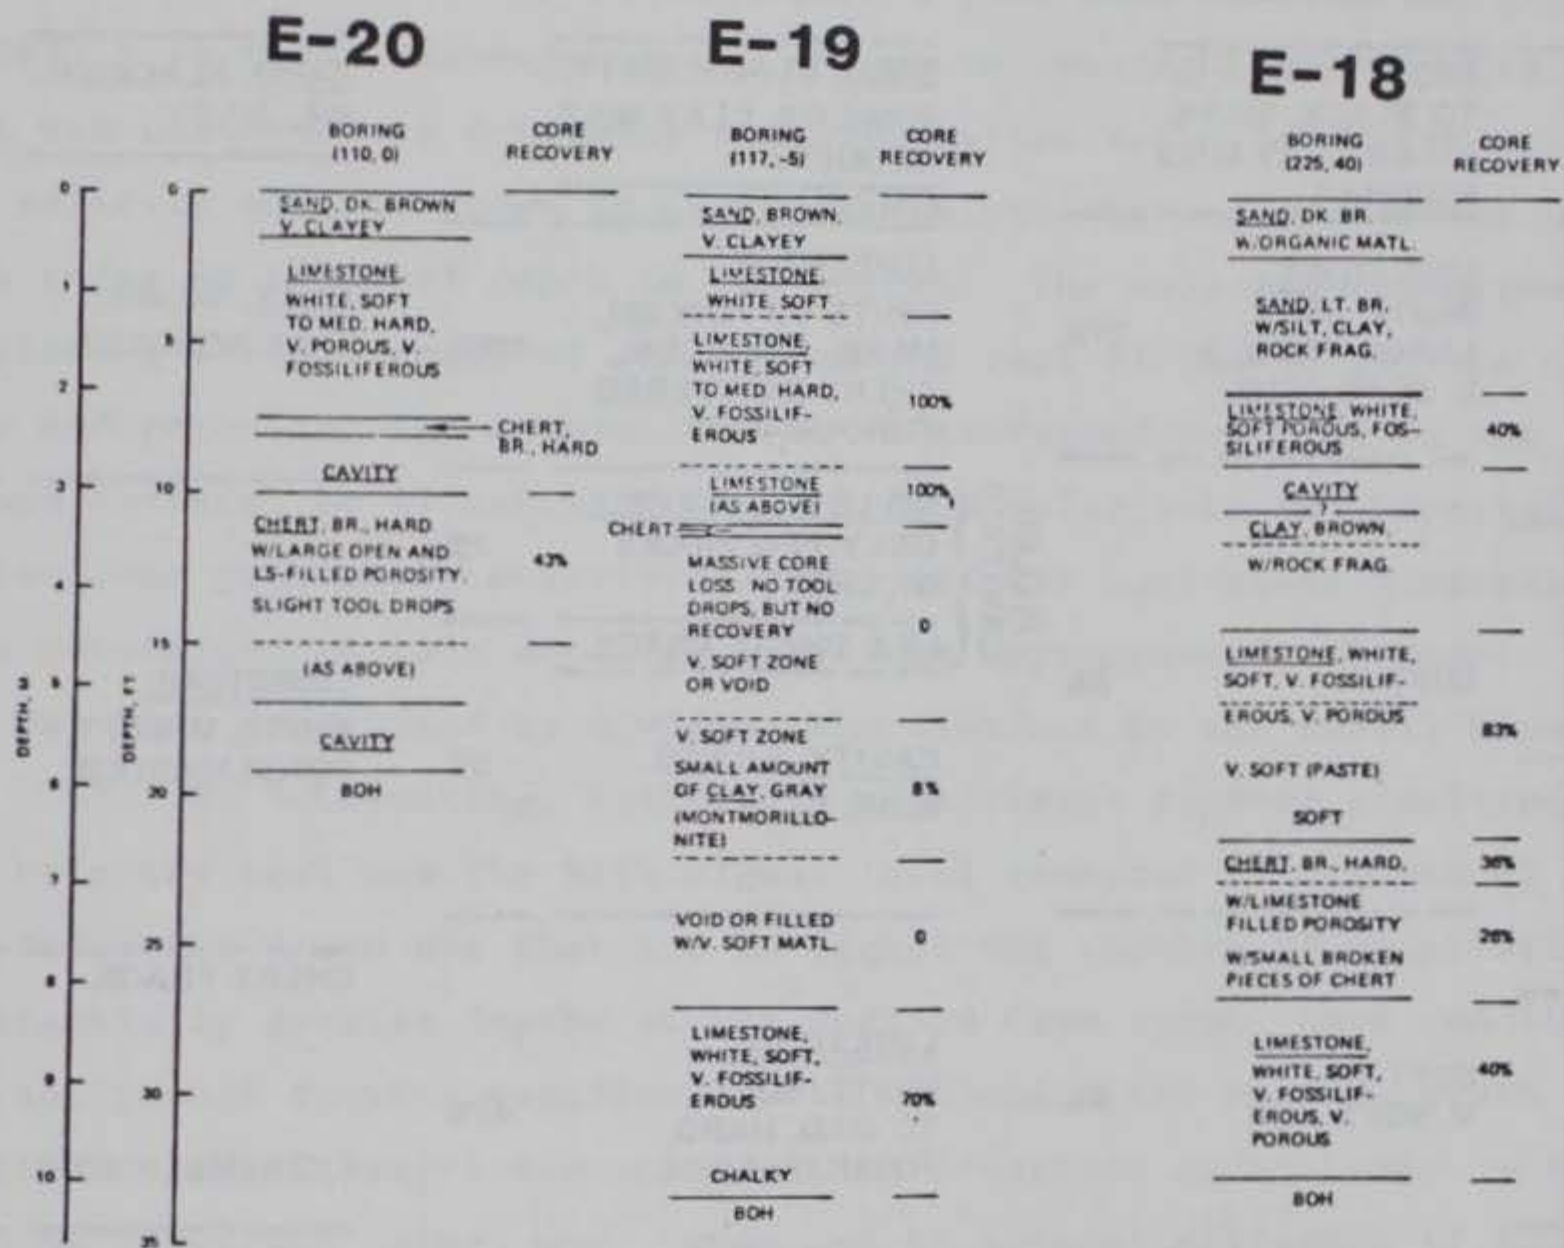 E-20
BORING
(110, 0)
CORE
RECOVERY
SAND, DK. BROWN
V. CLAYEY
LIMESTONE,
WHITE, SOFT
TO MED. HARD,
V. POROUS, V.
FOSSILIFEROUS
CHERT,
BR., HARD
CAVITY
CHERT, BR., HARD
W/LARGE OPEN AND
LS-FILLED POROSITY.
SLIGHT TOOL DROPS
43%
(AS ABOVE)
CAVITY
BOH
E-19
BORING
(117, -5)
CORE
RECOVERY
SAND, BROWN,
V. CLAYEY
LIMESTONE,
WHITE, SOFT
LIMESTONE,
WHITE, SOFT
TO MED. HARD,
V. FOSSILIF-
EROUS
100%
LIMESTONE
(AS ABOVE)
100%
CHERT
MASSIVE CORE
LOSS NO TOOL
DROPS, BUT NO
RECOVERY
0
V. SOFT ZONE
OR VOID
V. SOFT ZONE
SMALL AMOUNT
OF CLAY, GRAY
(MONTMORILLO-
NITE)
8%
VOID OR FILLED
W/V. SOFT MATL.
0
LIMESTONE,
WHITE, SOFT,
V. FOSSILIF-
EROUS
70%
CHALKY
BOH
E-18
BORING
(225, 40)
CORE
RECOVERY
SAND, DK. BR.
W/ORGANIC MATL.
SAND, LT. BR.
W/SILT, CLAY,
ROCK FRAG.
LIMESTONE, WHITE,
SOFT POROUS, FOS-
SILIFEROUS
40%
CAVITY
?
CLAY, BROWN,
W/ROCK FRAG.
LIMESTONE, WHITE,
SOFT, V. FOSSILIF-
EROUS, V. POROUS
83%
V. SOFT (PASTE)
SOFT
CHERT, BR., HARD,
36%
W/LIMESTONE
FILLED POROSITY
W/SMALL BROKEN
PIECES OF CHERT
LIMESTONE,
WHITE, SOFT,
V. FOSSILIF-
EROUS, V.
POROUS
40%
BOH
DEPTH, M
0
1
2
3
4
5
6
7
8
9
10
DEPTH, FT
0
5
10
15
20
25
30
35